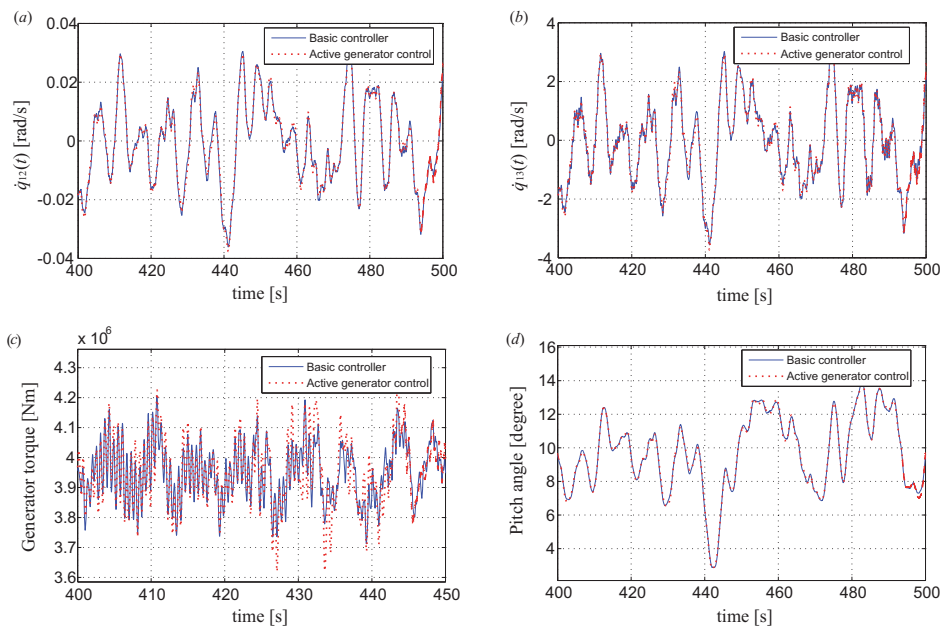 (a)
0.04
0.02
0
-0.02
-0.04
q̇12(t) [rad/s]
Basic controller
Active generator control
400 420 440 460 480 500
time [s]
(b)
4
2
0
-2
-4
q̇13(t) [rad/s]
Basic controller
Active generator control
400 420 440 460 480 500
time [s]
(c)
x 10^6
4.3
4.2
4.1
4
3.9
3.8
3.7
3.6
Generator torque [Nm]
Basic controller
Active generator control
400 410 420 430 440 450
time [s]
(d)
16
14
12
10
8
6
4
Pitch angle [degree]
Basic controller
Active generator control
400 420 440 460 480 500
time [s]